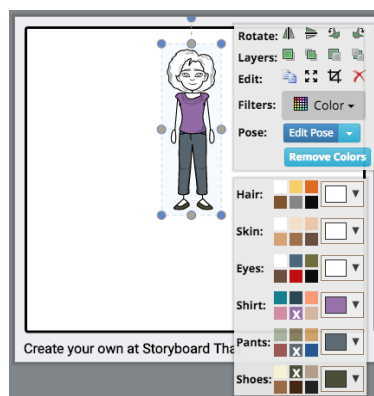 Rotate:
Layers:
Edit:
Filters: Color
Pose: Edit Pose
Remove Colors
Hair:
Skin:
Eyes:
Shirt: X
Pants: X
Shoes: X
Create your own at Storyboard Tha